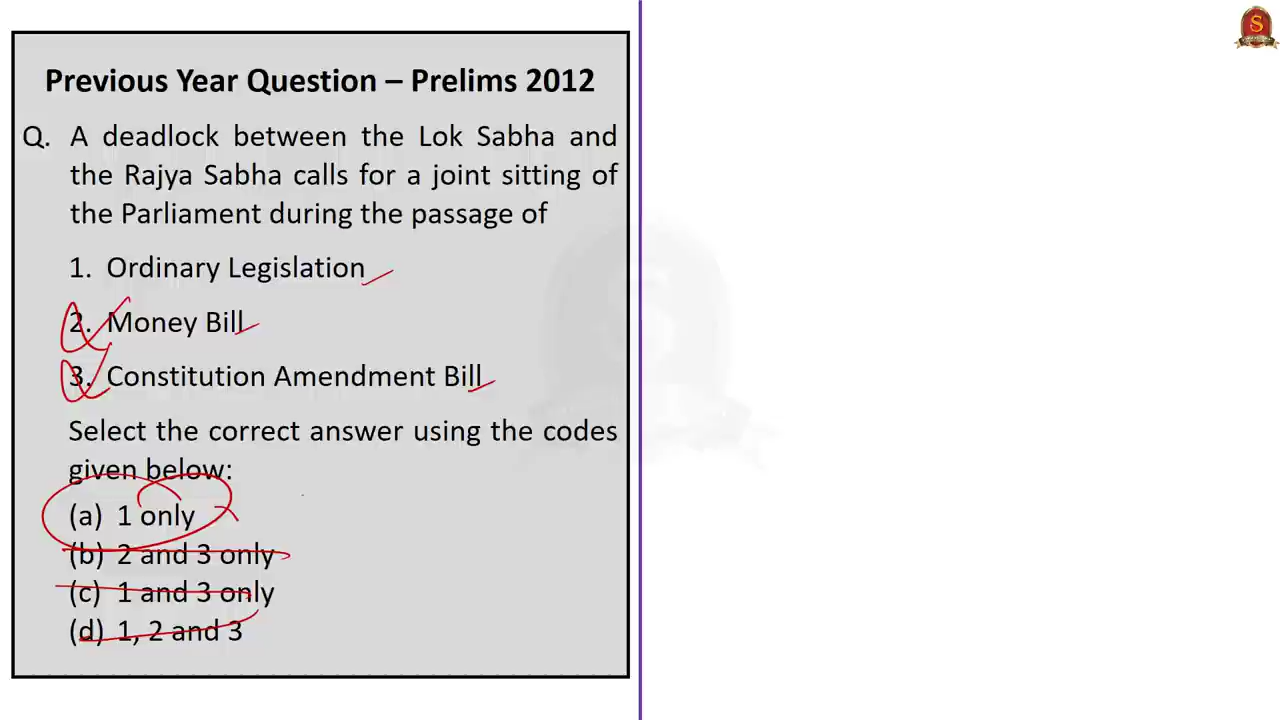 Previous Year Question – Prelims 2012
Q. A deadlock between the Lok Sabha and
the Rajya Sabha calls for a joint sitting of
the Parliament during the passage of
1. Ordinary Legislation
2. Money Bill
3. Constitution Amendment Bill
Select the correct answer using the codes
given below:
(a) 1 only
(b) 2 and 3 only
(c) 1 and 3 only
(d) 1, 2 and 3
S